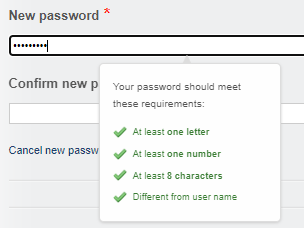 New password *
•••••••••
Confirm new p
Your password should meet
these requirements:
At least one letter
At least one number
At least 8 characters
Different from user name
Cancel new passw